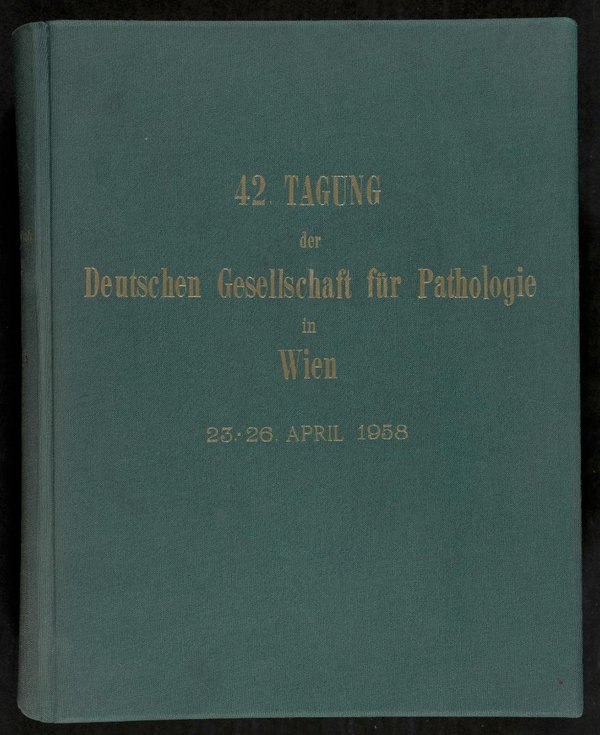 42. TAGUNG
der
Deutschen Gesellschaft für Pathologie
in
Wien
23.-26. APRIL 1958